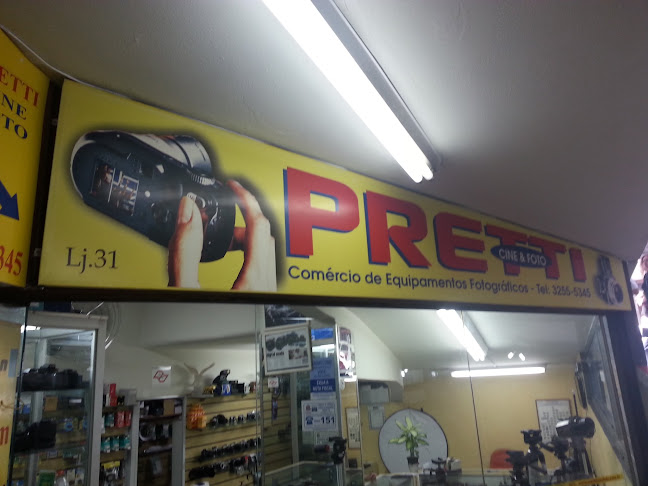 ETTI
NE
TO
345
Lj.31
PRETTI
CINE & FOTO
Comércio de Equipamentos Fotográficos - Tel: 3255-5345
151